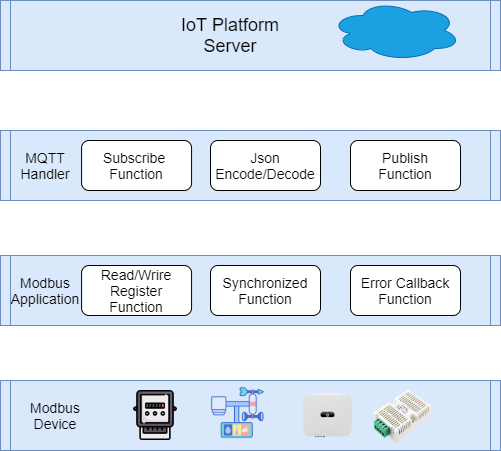 IoT Platform
Server
MQTT
Handler
Subscribe
Function
Json
Encode/Decode
Publish
Function
Modbus
Application
Read/Wrire
Register
Function
Synchronized
Function
Error Callback
Function
Modbus
Device